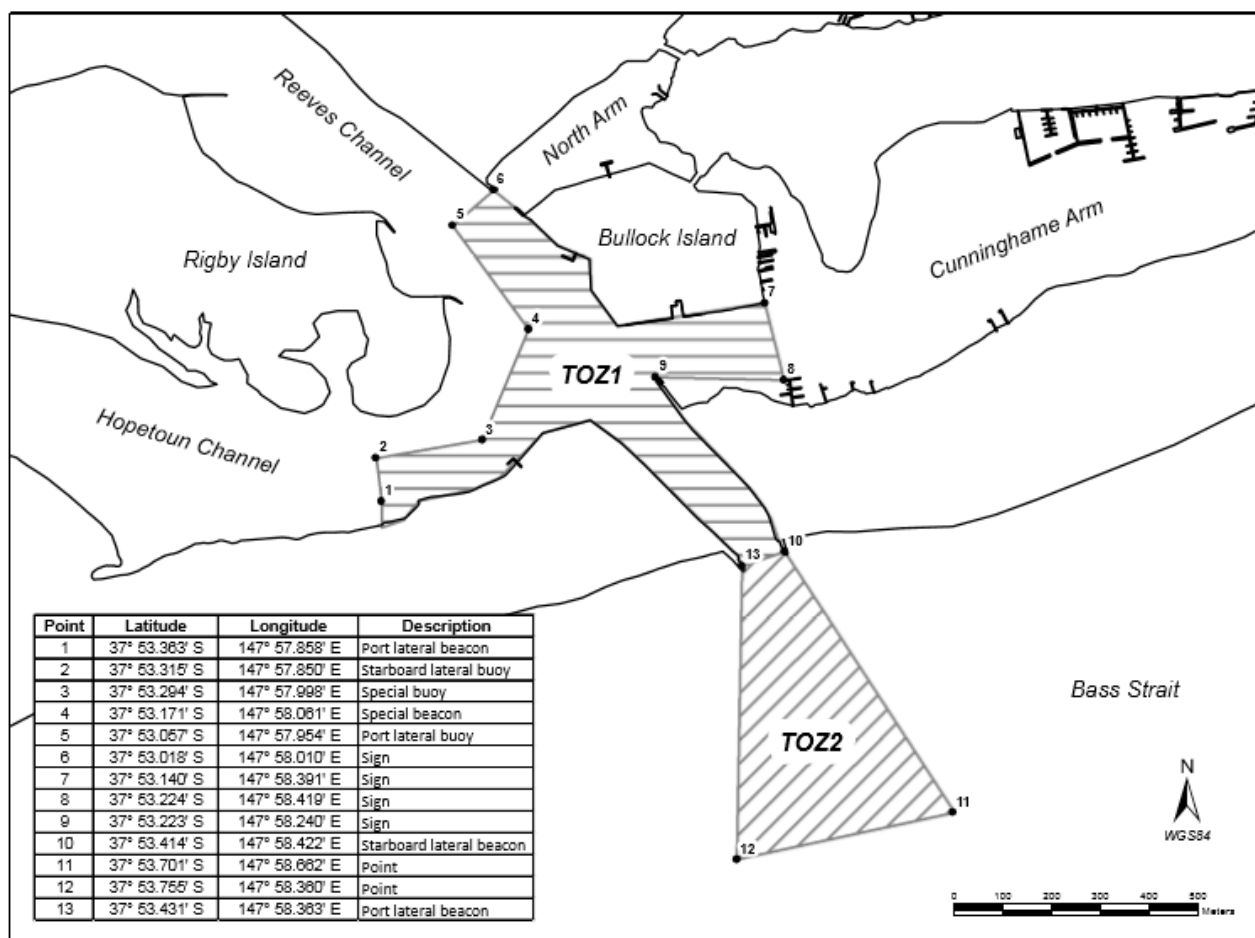 Reeves Channel
North Arm
6
5
Bullock Island
Cunninghame Arm
Rigby Island
7
4
TOZ1
9
8
3
Hopetoun Channel
2
1
10
13
Point Latitude Longitude Description
1 37° 53.363' S 147° 57.858' E Port lateral beacon
2 37° 53.315' S 147° 57.850' E Starboard lateral buoy
3 37° 53.294' S 147° 57.998' E Special buoy
4 37° 53.171' S 147° 58.061' E Special beacon
5 37° 53.057' S 147° 57.954' E Port lateral buoy
6 37° 53.018' S 147° 58.010' E Sign
7 37° 53.140' S 147° 58.391' E Sign
8 37° 53.224' S 147° 58.419' E Sign
9 37° 53.223' S 147° 58.240' E Sign
10 37° 53.414' S 147° 58.422' E Starboard lateral beacon
11 37° 53.701' S 147° 58.662' E Point
12 37° 53.755' S 147° 58.360' E Point
13 37° 53.431' S 147° 58.363' E Port lateral beacon
Bass Strait
TOZ2
N
WGS84
11
12
0 100 200 300 400 500
Meters